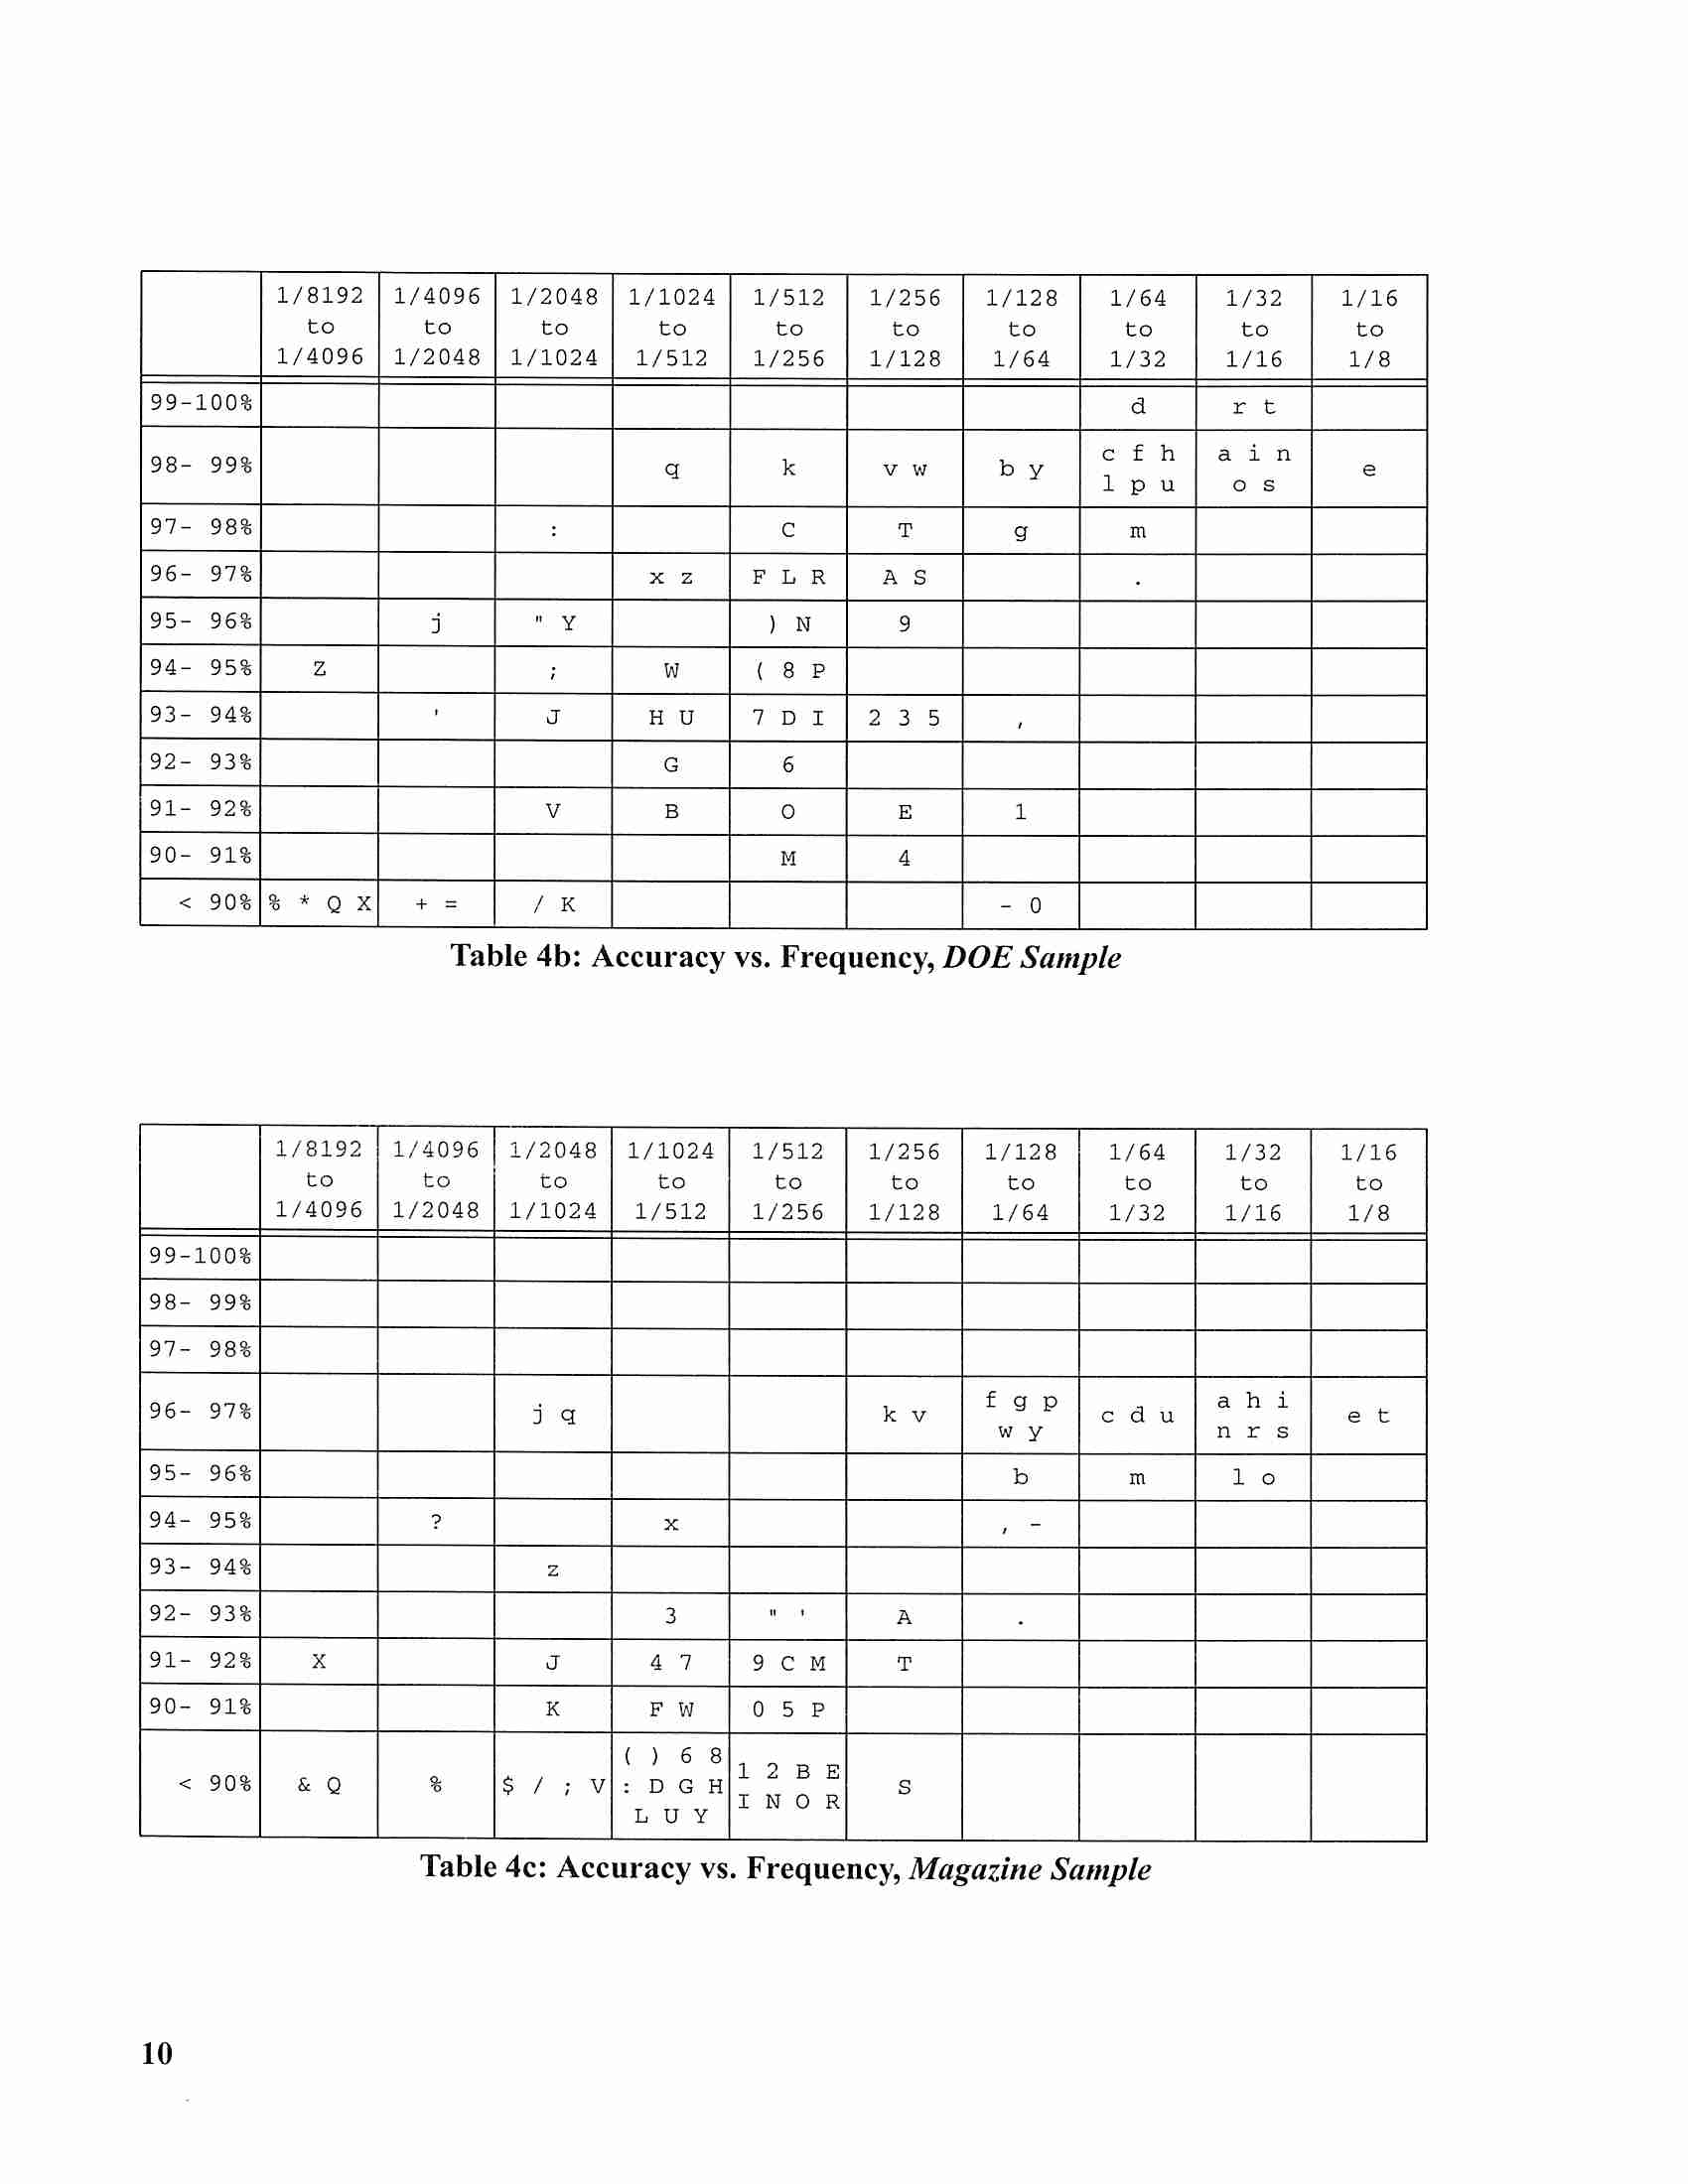 1/8192 1/4096 1/2048 1/1024 1/512 1/256 1/128 1/64 1/32 1/16
to to to to to to to to to to
1/4096 1/2048 1/1024 1/512 1/256 1/128 1/64 1/32 1/16 1/8
99-100% d r t
98- 99% q k v w b y c f h l p u a i n o s e
97- 98% : C T g m
96- 97% x z F L R A S .
95- 96% j " Y ) N 9
94- 95% Z ; W ( 8 P
93- 94% ' J H U 7 D I 2 3 5 ,
92- 93% G 6
91- 92% V B O E 1
90- 91% M 4
< 90% % * Q X + = / K - 0
Table 4b: Accuracy vs. Frequency, DOE Sample
1/8192 1/4096 1/2048 1/1024 1/512 1/256 1/128 1/64 1/32 1/16
to to to to to to to to to to
1/4096 1/2048 1/1024 1/512 1/256 1/128 1/64 1/32 1/16 1/8
99-100%
98- 99%
97- 98%
96- 97% j q k v f g p w y c d u a h i n r s e t
95- 96% b m l o
94- 95% ? x , -
93- 94% z
92- 93% 3 " ' A .
91- 92% X J 4 7 9 C M T
90- 91% K F W 0 5 P
< 90% & Q % $ / ; V ( ) 6 8 : D G H L U Y 1 2 B E I N O R S
Table 4c: Accuracy vs. Frequency, Magazine Sample
10